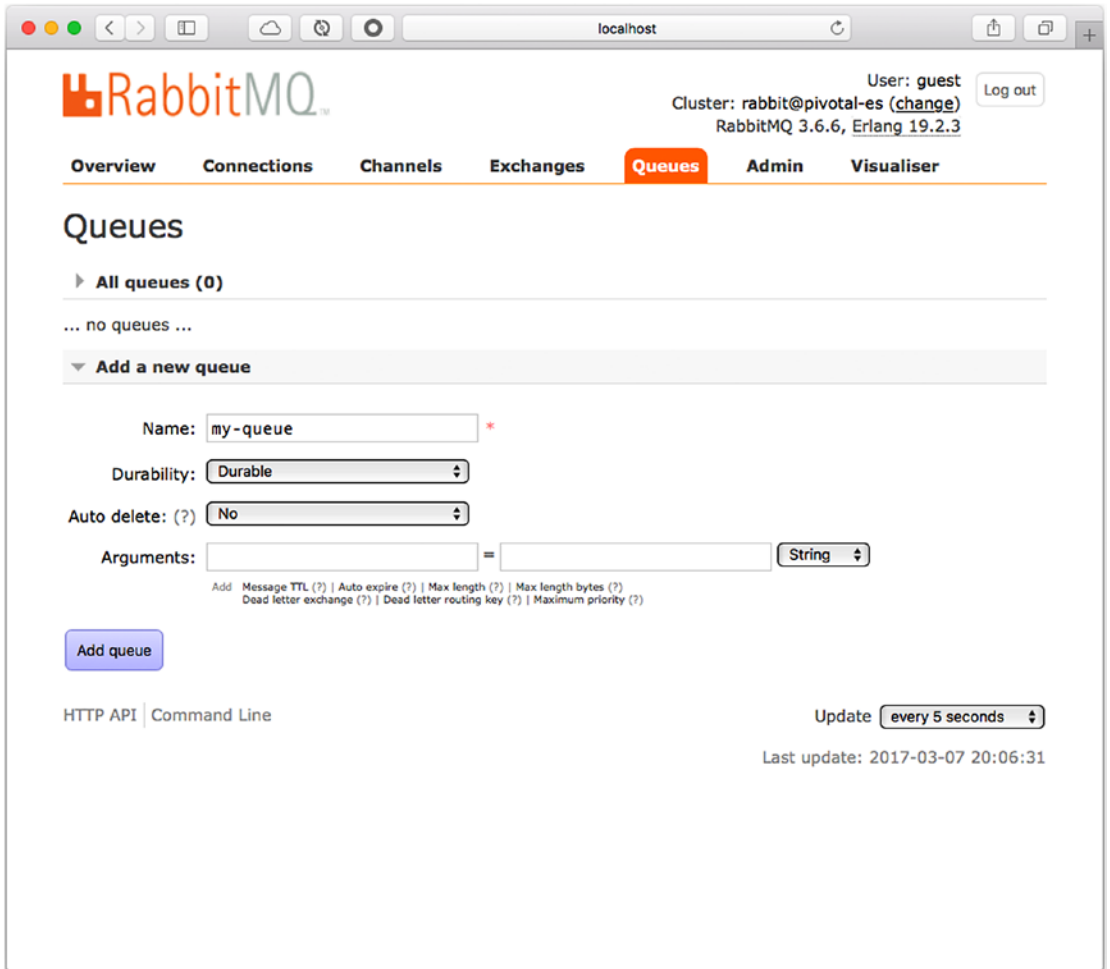 localhost
RabbitMQ™
User: guest
Log out
Cluster: rabbit@pivotal-es (change)
RabbitMQ 3.6.6, Erlang 19.2.3
Overview Connections Channels Exchanges Queues Admin Visualiser
Queues
All queues (0)
... no queues ...
Add a new queue
Name: my-queue *
Durability: Durable
Auto delete: (?) No
Arguments: = String
Add Message TTL (?) | Auto expire (?) | Max length (?) | Max length bytes (?)
Dead letter exchange (?) | Dead letter routing key (?) | Maximum priority (?)
Add queue
HTTP API Command Line
Update every 5 seconds
Last update: 2017-03-07 20:06:31